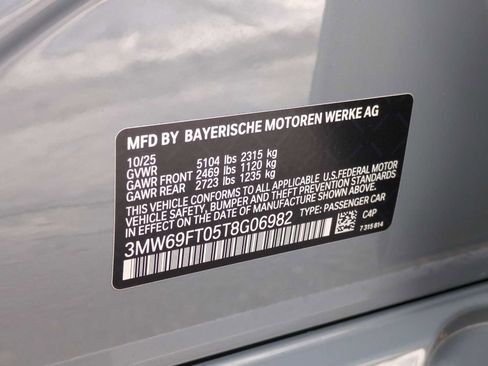 MFD BY BAYERISCHE MOTOREN WERKE AG
10/25
GVWR 5104 lbs 2315 kg
GAWR FRONT 2469 lbs 1120 kg
GAWR REAR 2723 lbs 1235 kg
THIS VEHICLE CONFORMS TO ALL APPLICABLE U.S. FEDERAL MOTOR
VEHICLE SAFETY, BUMPER AND THEFT PREVENTION STANDARDS
IN EFFECT ON THE DATE OF MANUFACTURE SHOWN ABOVE.
3MW69FT05T8G06982 TYPE: PASSENGER CAR
C4P
7 315 814